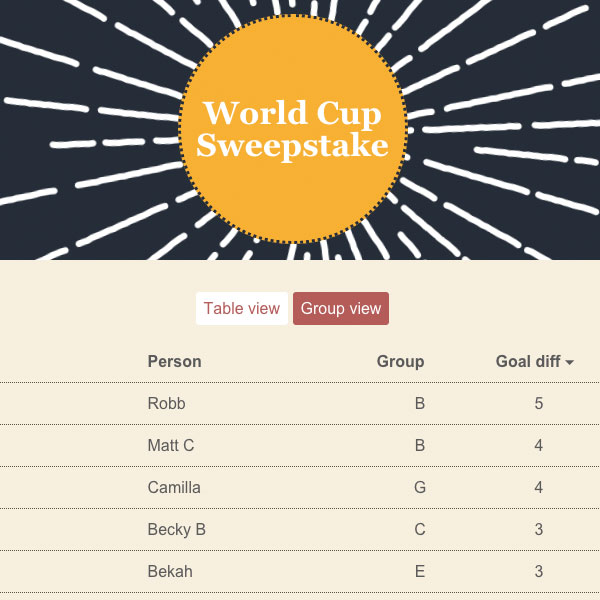 World Cup
Sweepstake
Table view Group view
Person Group Goal diff
Robb B 5
Matt C B 4
Camilla G 4
Becky B C 3
Bekah E 3